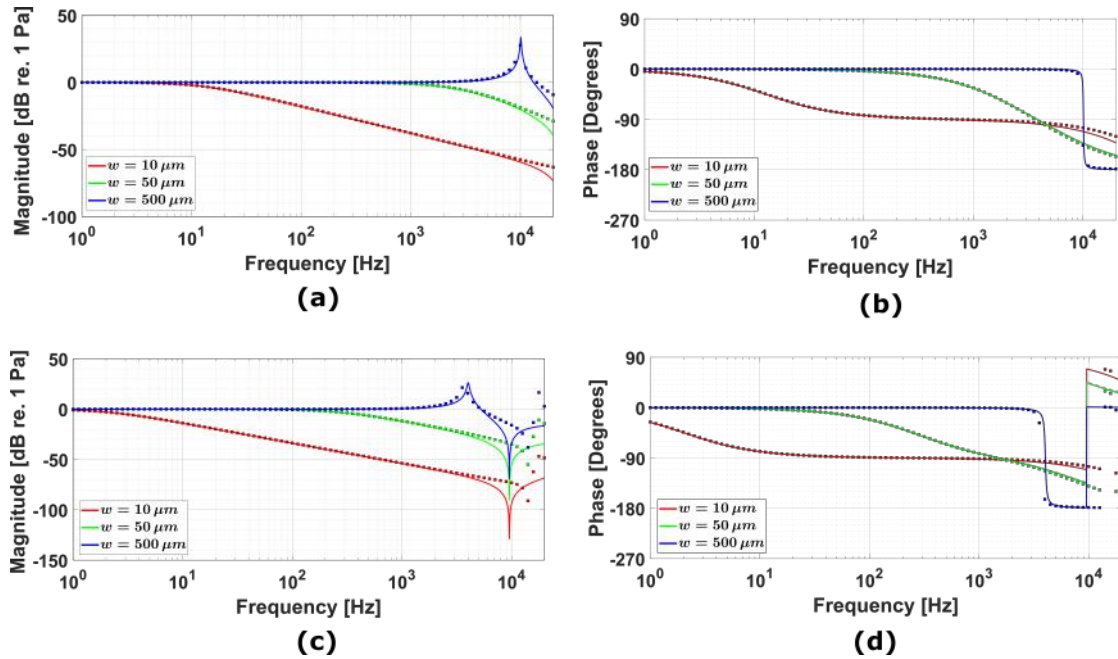 Magnitude [dB re. 1 Pa]
50
0
-50
-100
w = 10 μm
w = 50 μm
w = 500 μm
10^0 10^1 10^2 10^3 10^4
Frequency [Hz]
(a)
Phase [Degrees]
90
0
-90
-180
-270
w = 10 μm
w = 50 μm
w = 500 μm
10^0 10^1 10^2 10^3 10^4
Frequency [Hz]
(b)
Magnitude [dB re. 1 Pa]
50
0
-50
-100
-150
w = 10 μm
w = 50 μm
w = 500 μm
10^0 10^1 10^2 10^3 10^4
Frequency [Hz]
(c)
Phase [Degrees]
90
0
-90
-180
-270
w = 10 μm
w = 50 μm
w = 500 μm
10^0 10^1 10^2 10^3 10^4
Frequency [Hz]
(d)